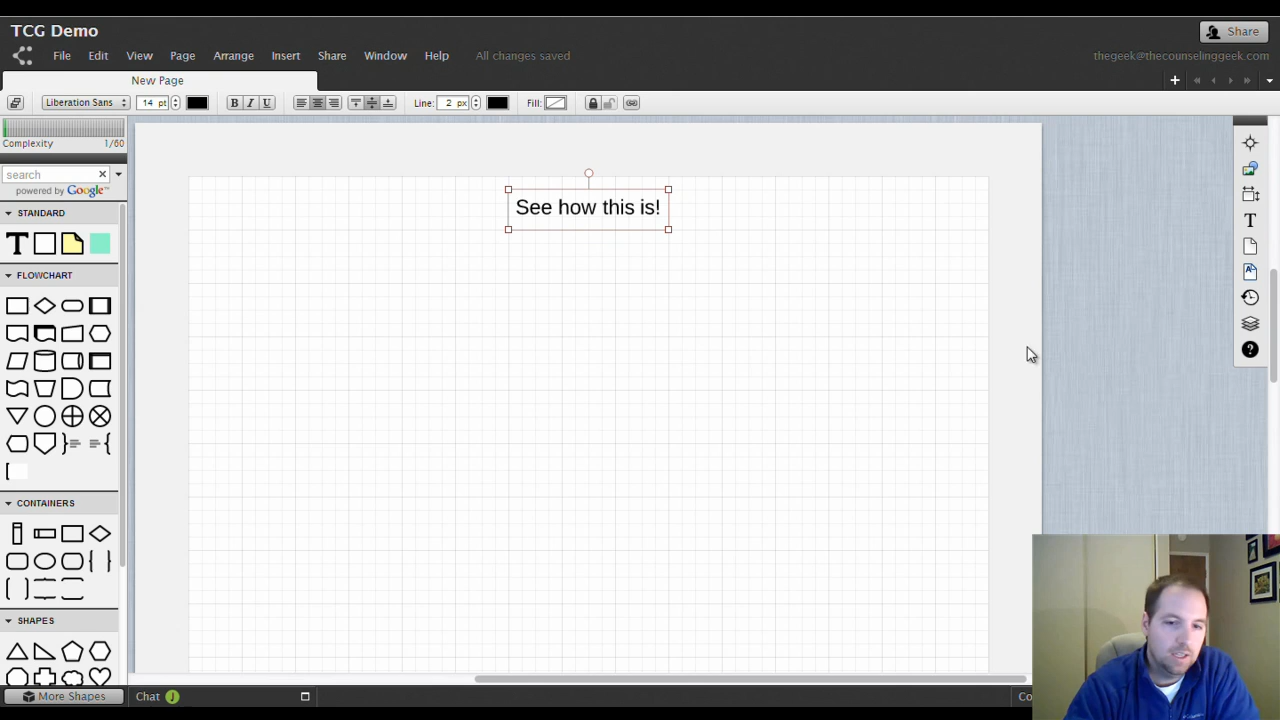 TCG Demo
Share
File Edit View Page Arrange Insert Share Window Help All changes saved
thegeek@thecounselinggeek.com
New Page
Liberation Sans 14 pt B I U Line: 2 px Fill:
Complexity 1/60
search
powered by Google
STANDARD
T
FLOWCHART
CONTAINERS
SHAPES
More Shapes
Chat
Co
See how this is!
T
A
?